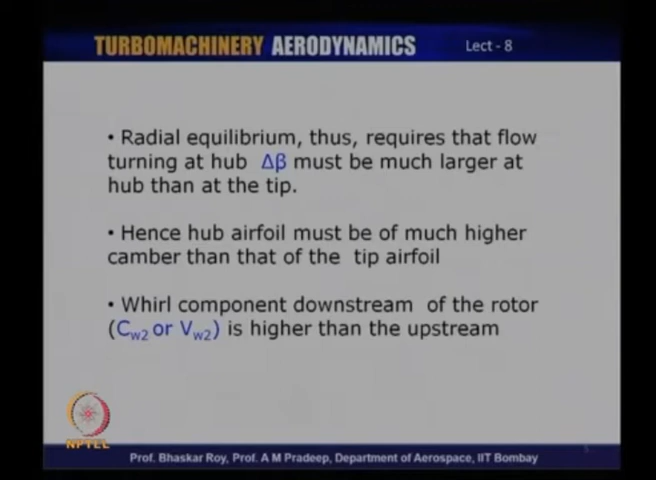 TURBOMACHINERY AERODYNAMICS Lect - 8
• Radial equilibrium, thus, requires that flow
turning at hub Δβ must be much larger at
hub than at the tip.
• Hence hub airfoil must be of much higher
camber than that of the tip airfoil
• Whirl component downstream of the rotor
(Cw2 or Vw2) is higher than the upstream
NPTEL
Prof. Bhaskar Roy, Prof. A M Pradeep, Department of Aerospace, IIT Bombay